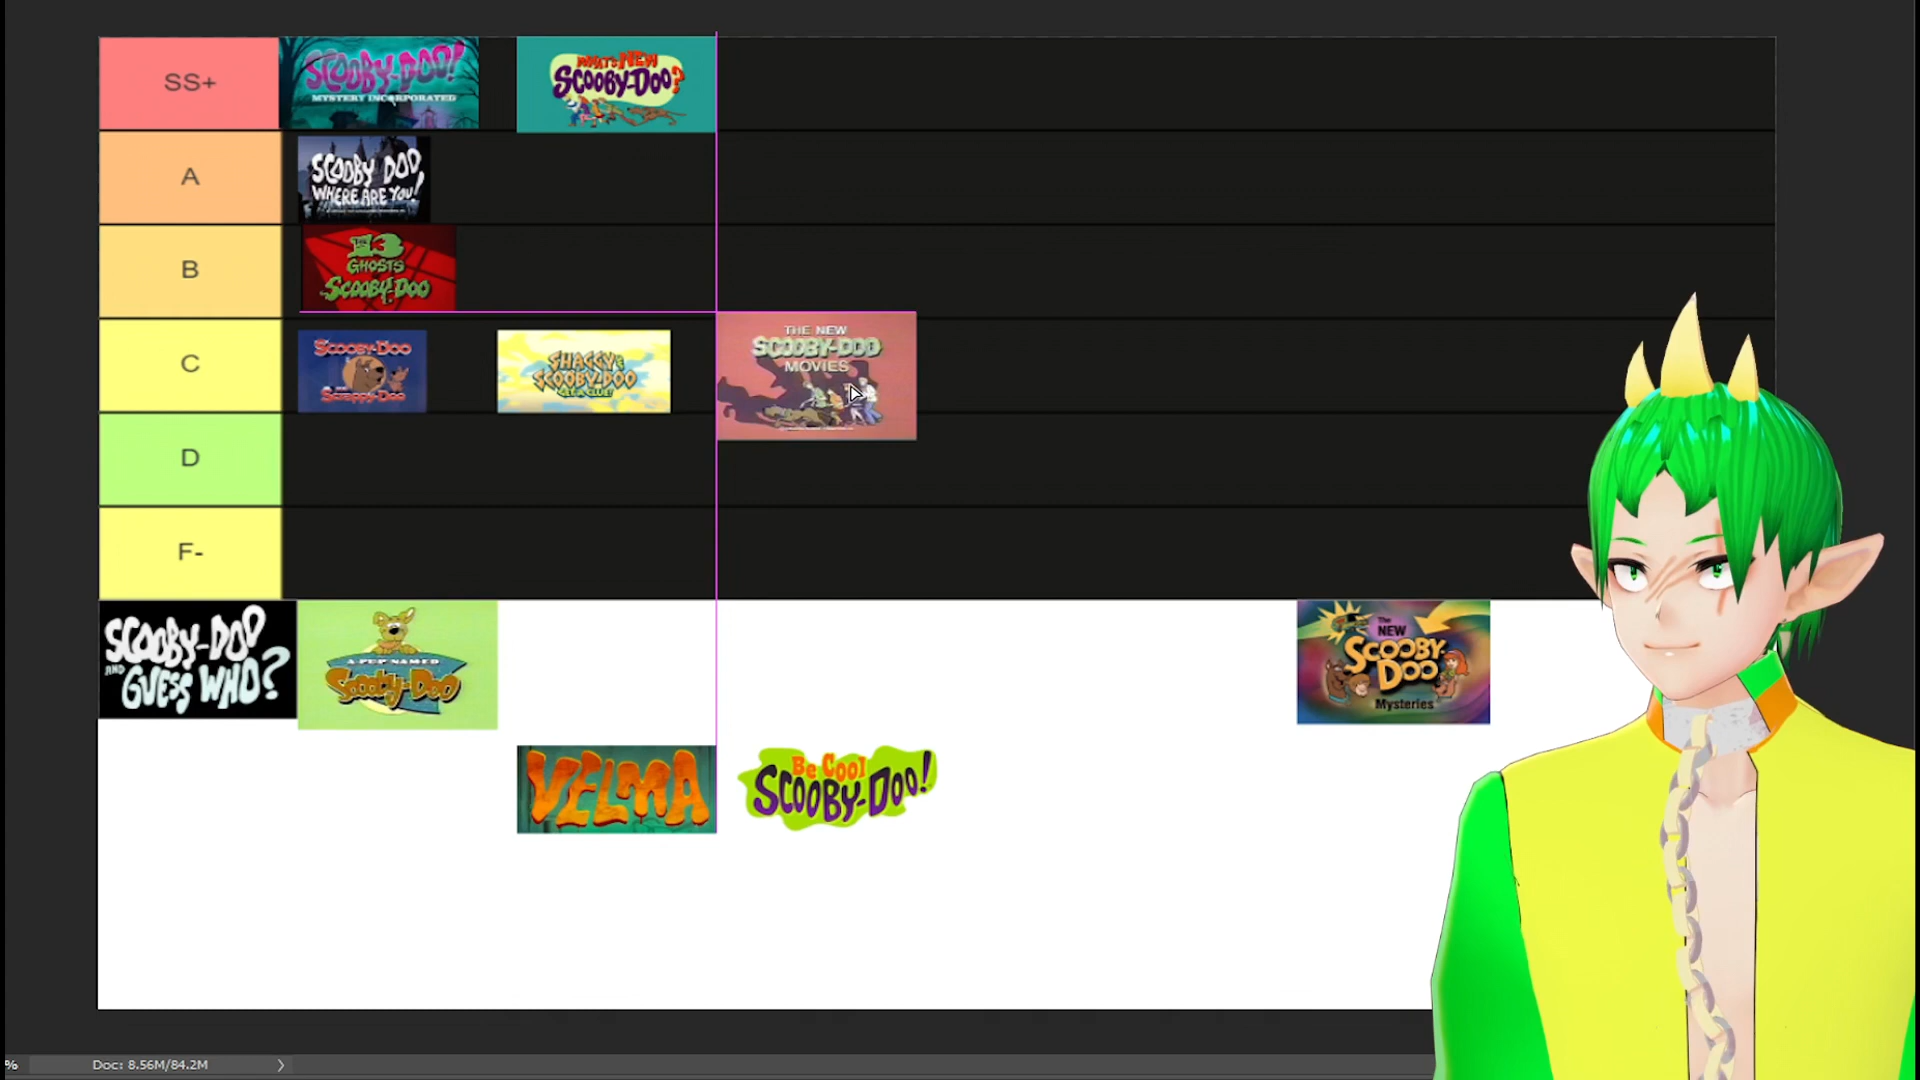 SS+
SCOOBY-DOO!
MYSTERY INCORPORATED
WHAT'S NEW
SCOOBY-DOO?
A
SCOOBY DOO,
WHERE ARE YOU!
B
THE 13
GHOSTS
SCOOBY-DOO
C
SCOOBY-DOO
SCRAPPY-DOO
SHAGGY &
SCOOBY-DOO
GET A CLUE!
THE NEW
SCOOBY-DOO
MOVIES
D
F-
SCOOBY-DOO
AND GUESS WHO?
A PUP NAMED
SCOOBY-DOO
The
NEW
SCOOBY-
DOO
Mysteries
VELMA
Be Cool
SCOOBY-DOO!
%
Doc: 8.56M/84.2M